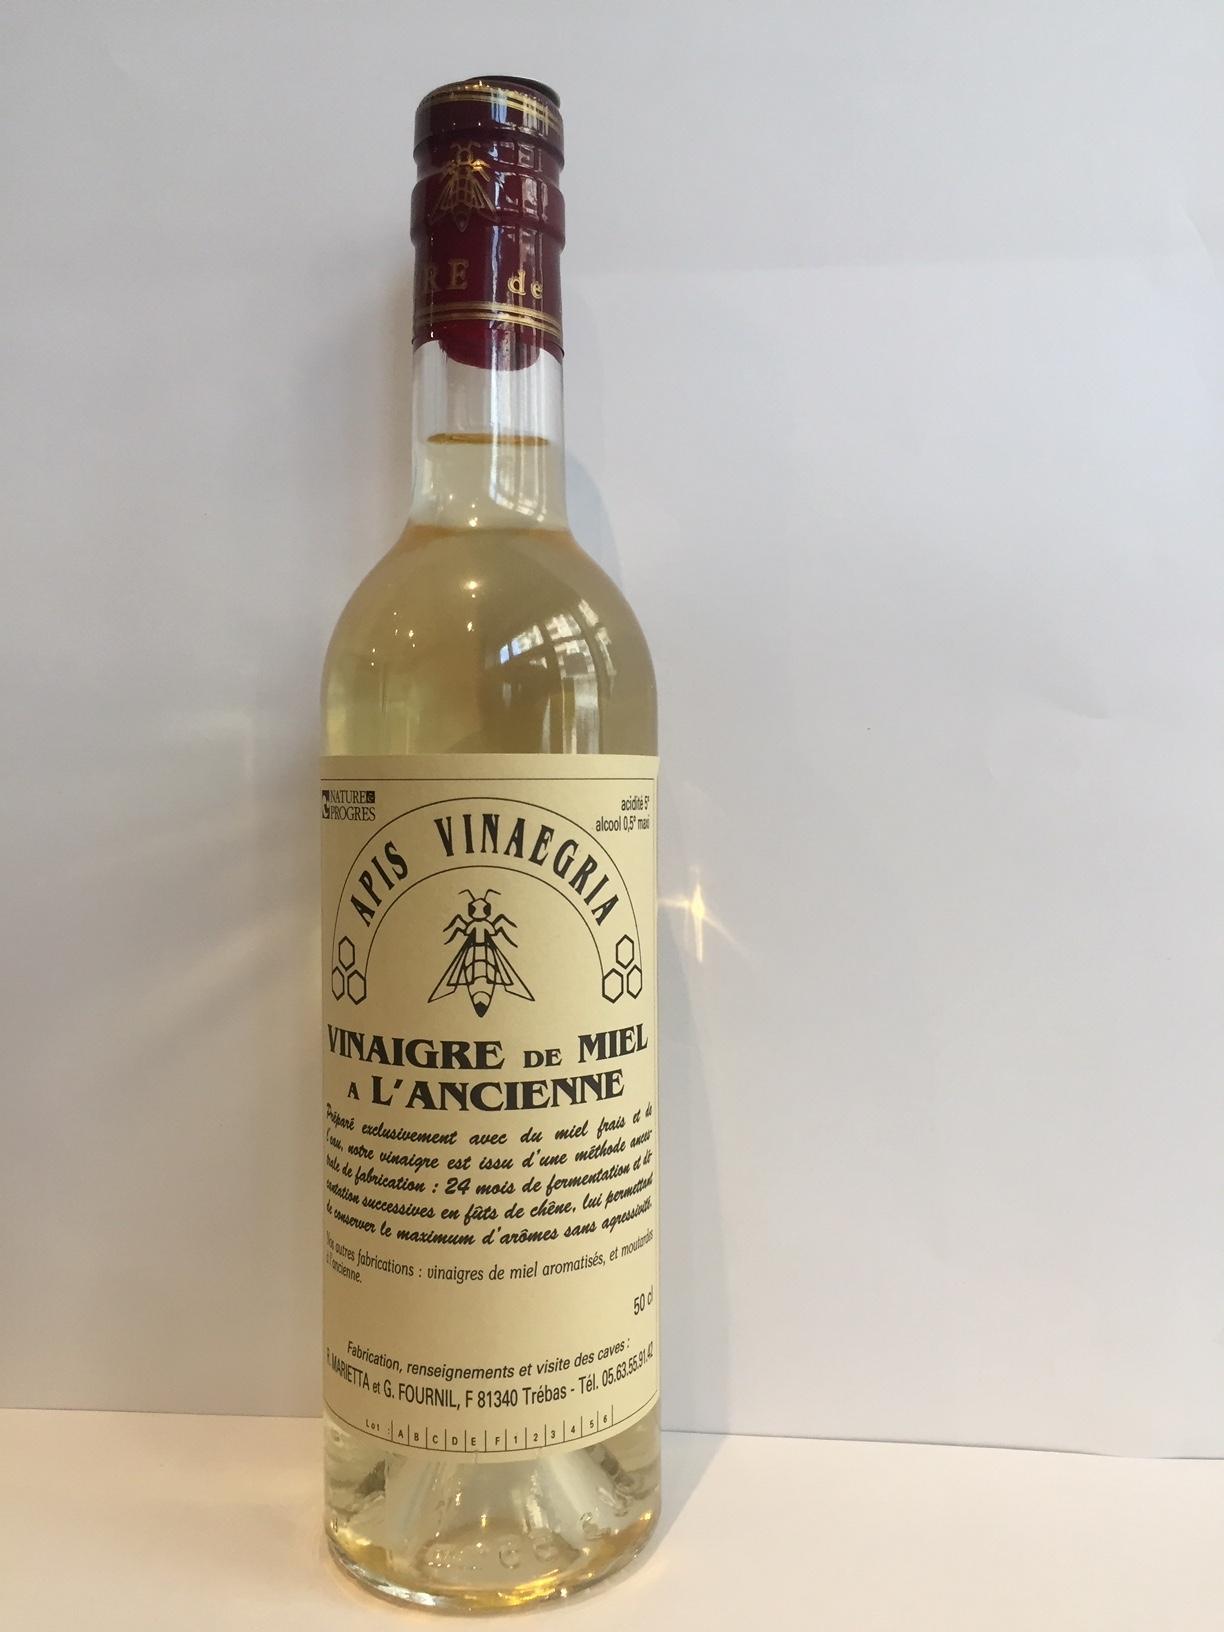 RE de
NATURE & PROGRES
acidité 5°
alcool 0,5° maxi
APIS VINAEGRIA
VINAIGRE DE MIEL
A L'ANCIENNE
Préparé exclusivement avec du miel frais et de
l'eau, notre vinaigre est issu d'une méthode ances-
trale de fabrication : 24 mois de fermentation et dé-
cantation successives en fûts de chêne, lui permettant
de conserver le maximum d'arômes sans agressivité.
Nos autres fabrications : vinaigres de miel aromatisés, et moutardes
à l'ancienne.
50 cl
Fabrication, renseignements et visite des caves :
R. MARIETTA et G. FOURNIL, F 81340 Trébas - Tél. 05.63.55.91.42
Lot : A B C D E F 1 2 3 4 5 6